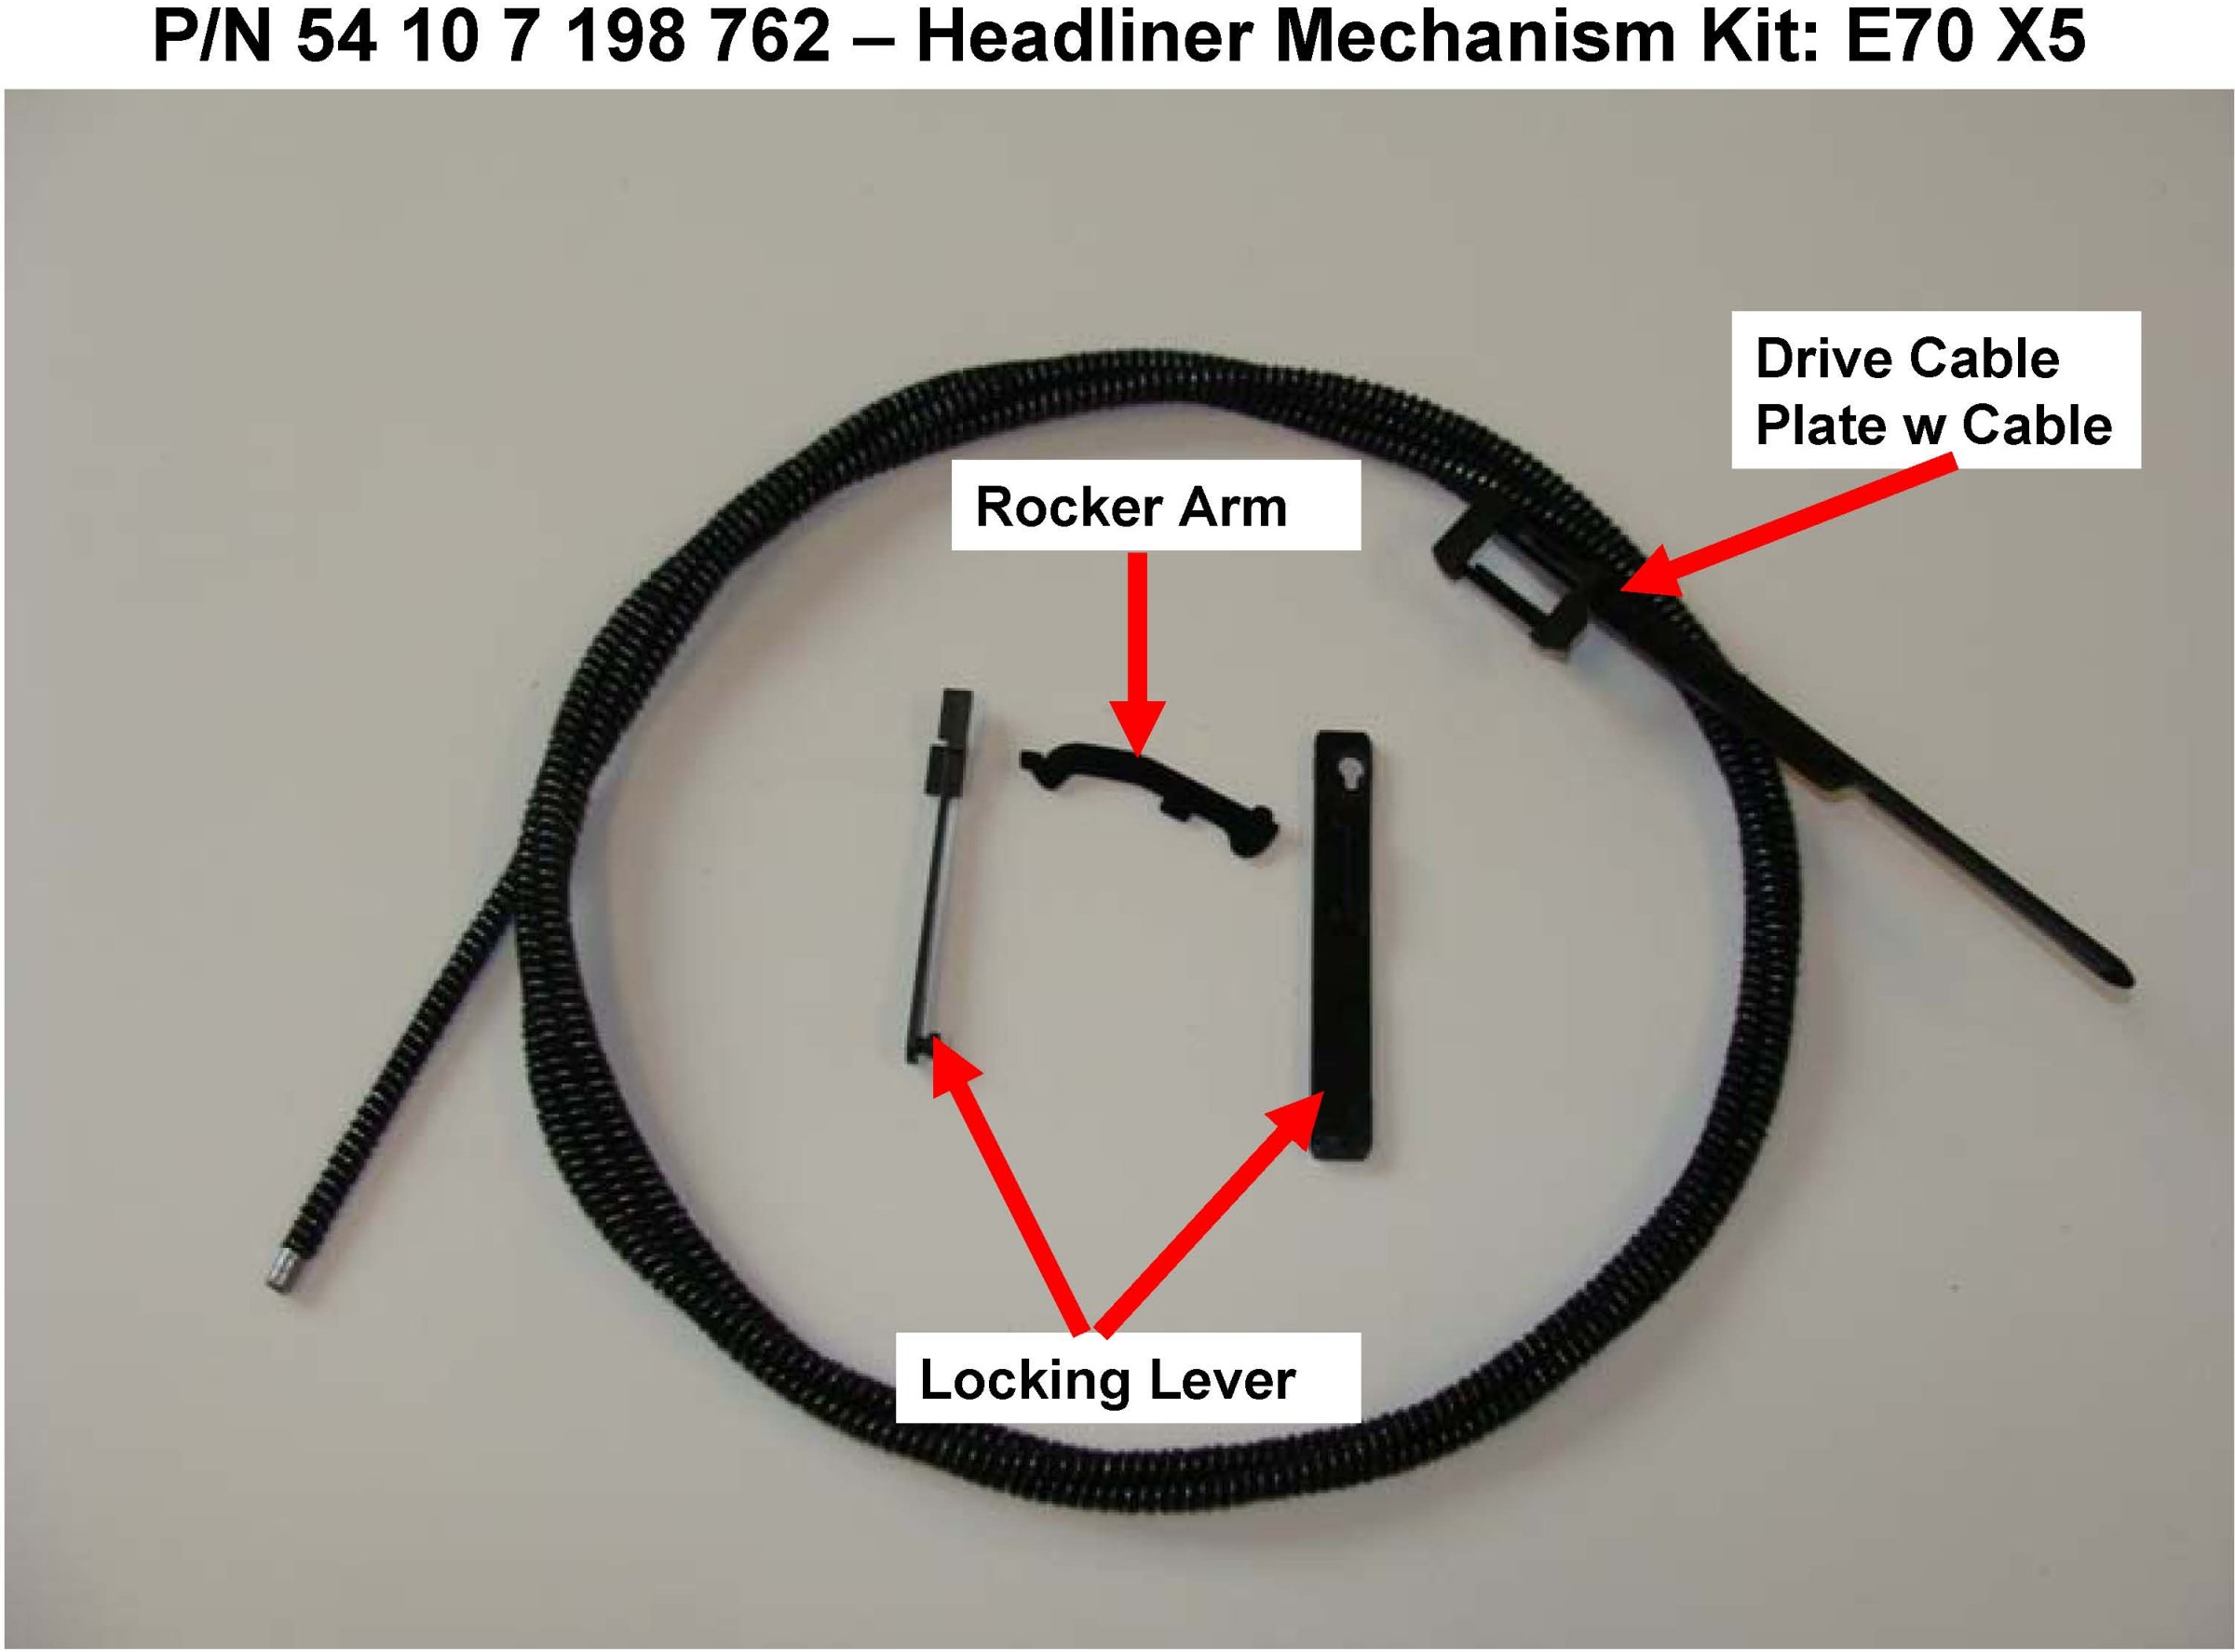 P/N 54 10 7 198 762 – Headliner Mechanism Kit: E70 X5
Drive Cable
Plate w Cable
Rocker Arm
Locking Lever